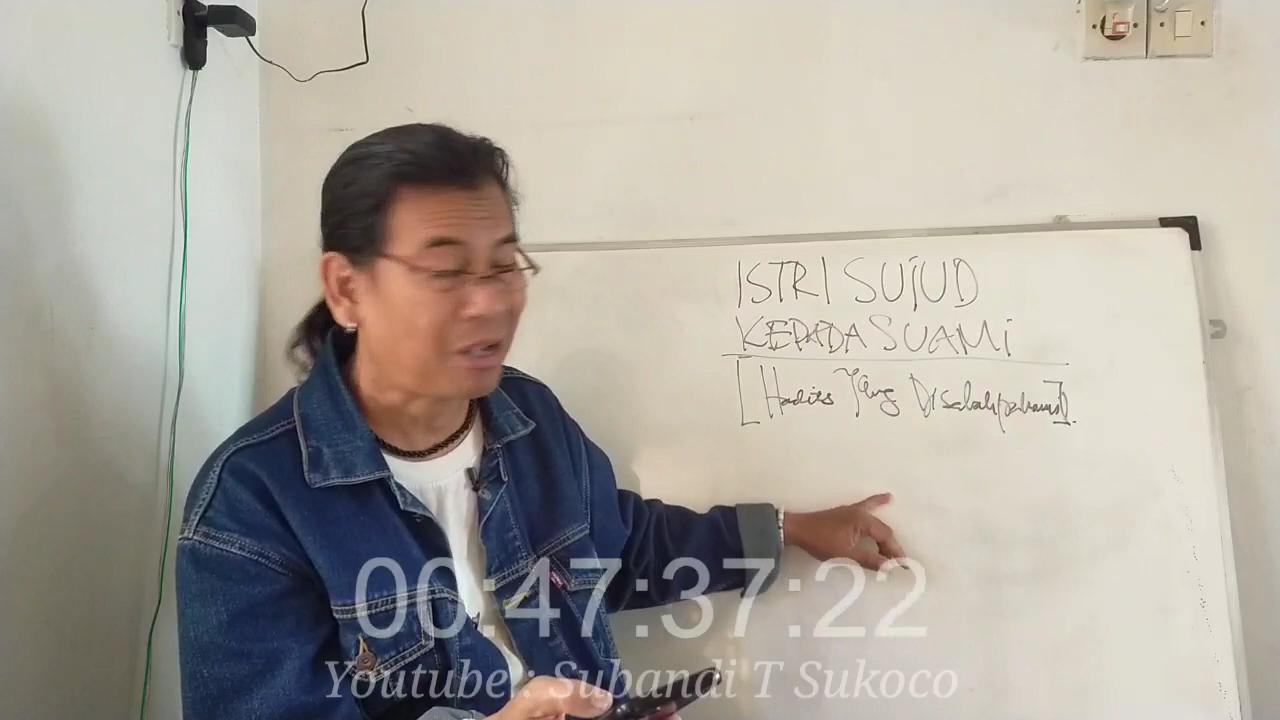 ISTRI SUJUD
KEPADA SUAMI
[Hadits Yang Disalahpahami].
00:47:37:22
Youtube : Subandi T Sukoco